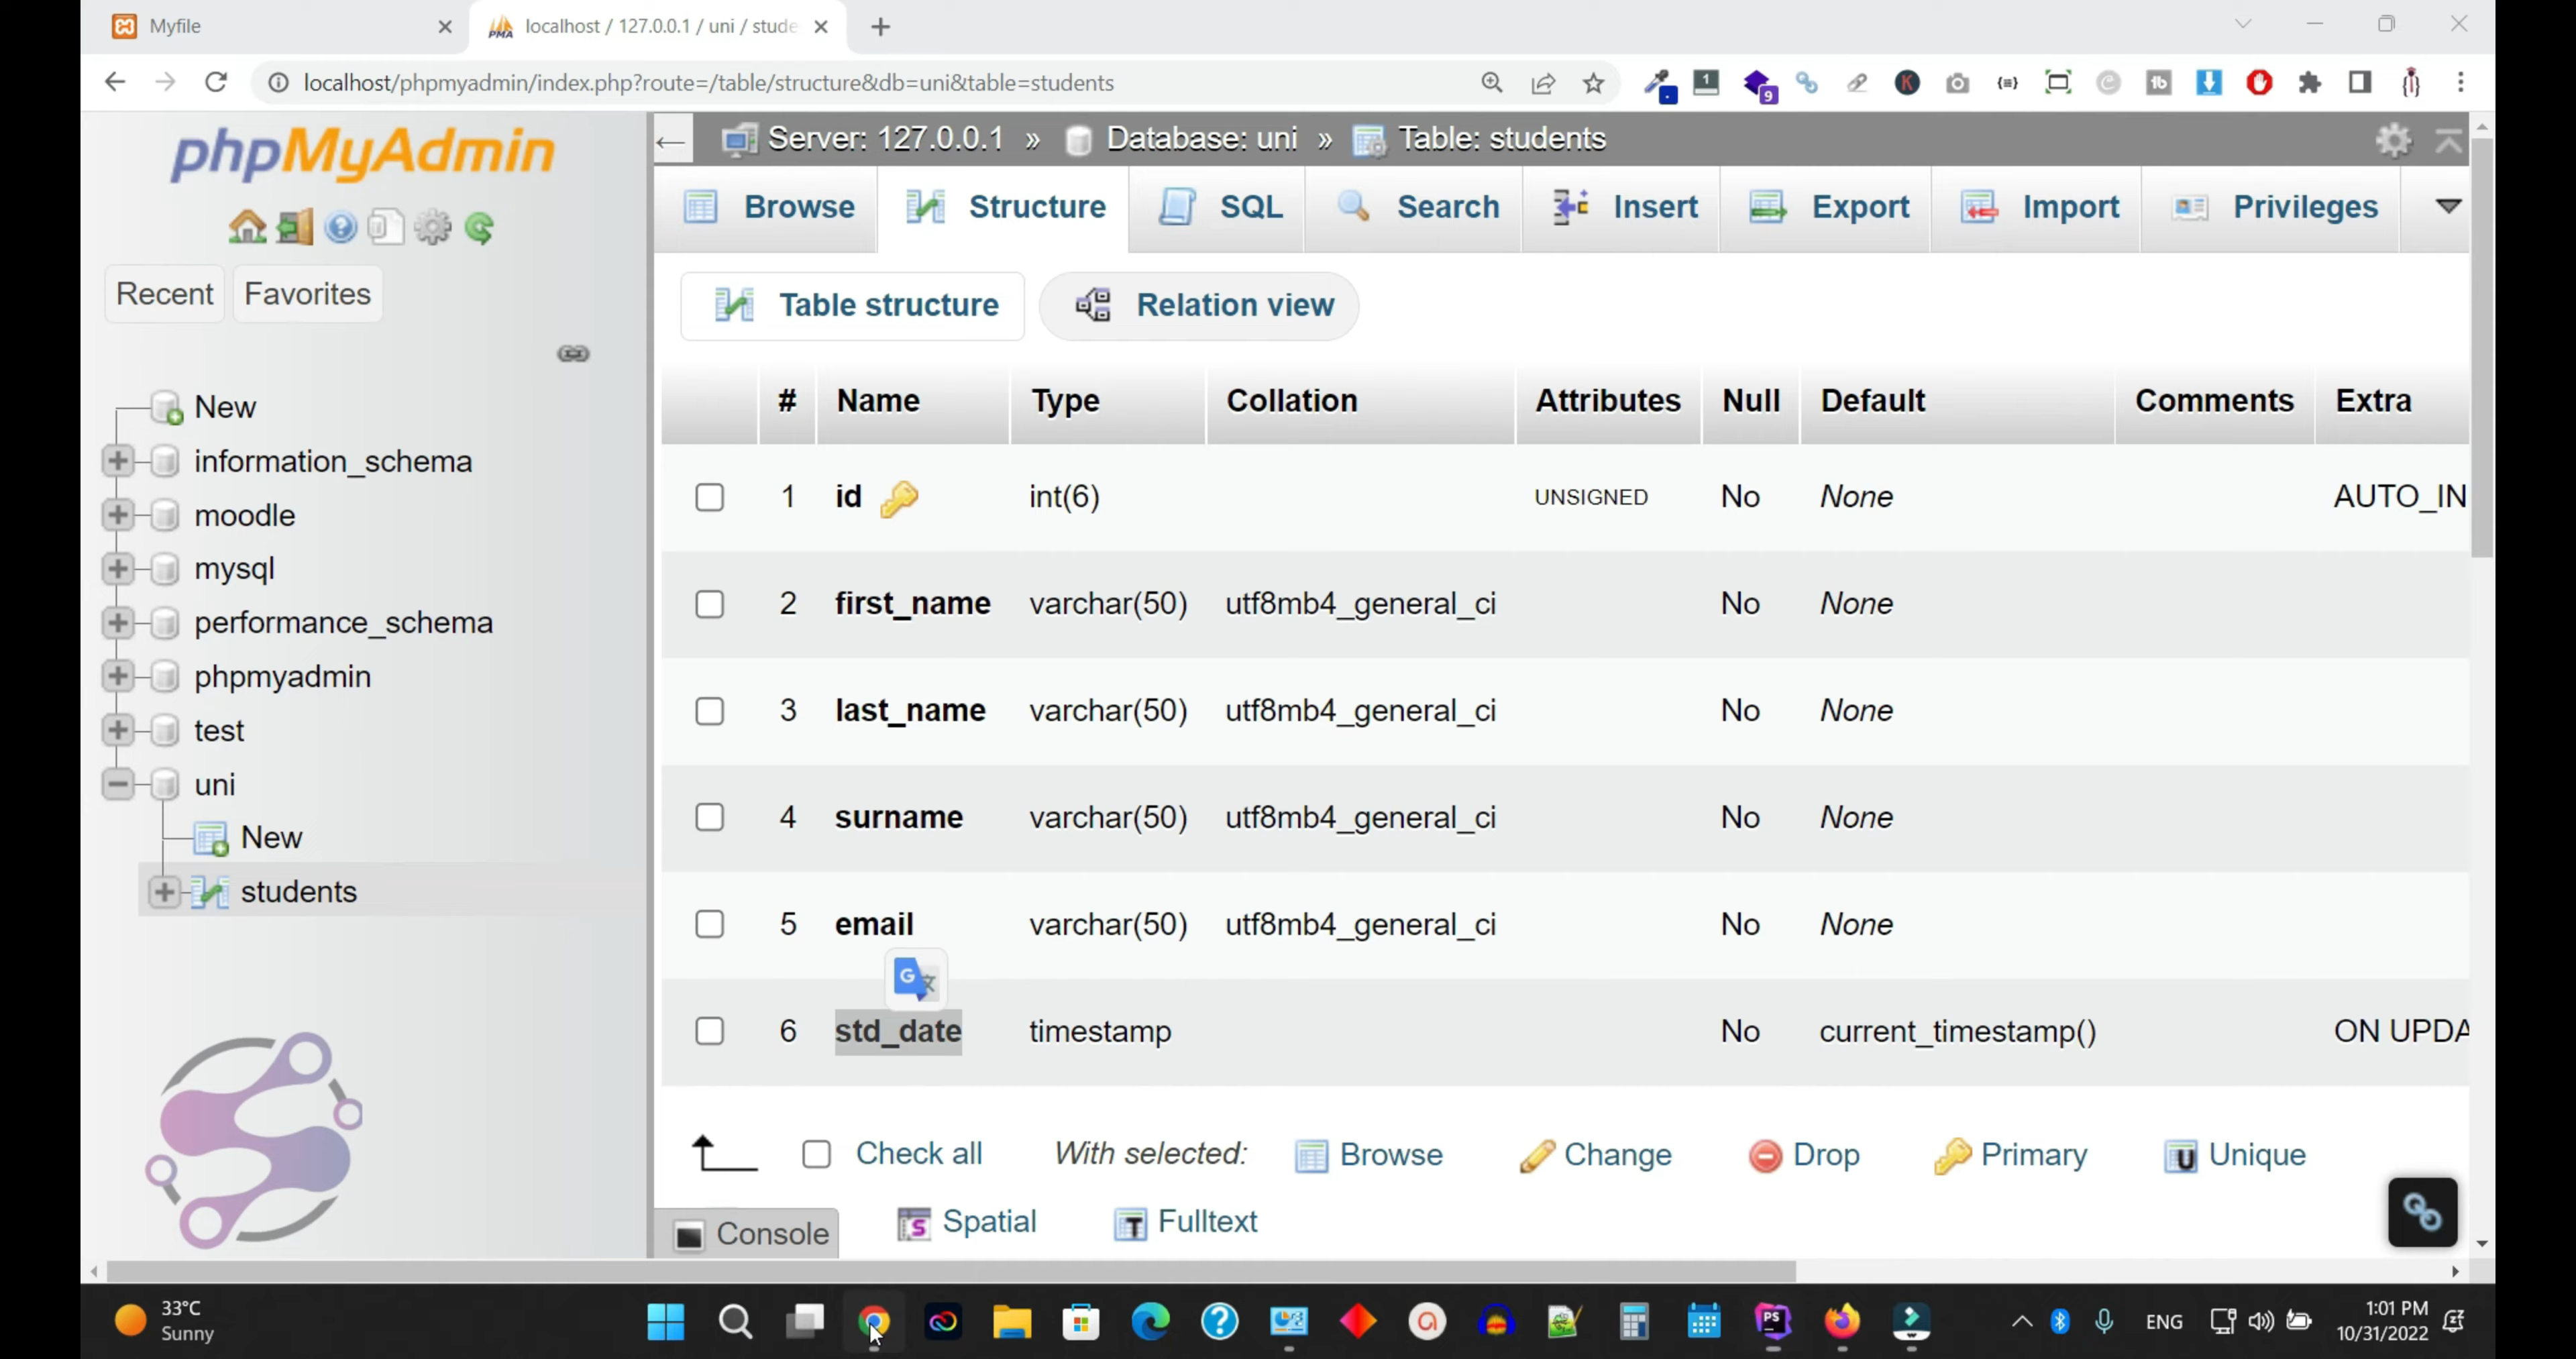 Myfile
localhost / 127.0.0.1 / uni / stude
localhost/phpmyadmin/index.php?route=/table/structure&db=uni&table=students
phpMyAdmin
Recent Favorites
New
information_schema
moodle
mysql
performance_schema
phpmyadmin
test
uni
New
students
Server: 127.0.0.1 » Database: uni » Table: students
Browse Structure SQL Search Insert Export Import Privileges
Table structure Relation view
# Name Type Collation Attributes Null Default Comments Extra
1 id int(6) UNSIGNED No None AUTO_IN
2 first_name varchar(50) utf8mb4_general_ci No None
3 last_name varchar(50) utf8mb4_general_ci No None
4 surname varchar(50) utf8mb4_general_ci No None
5 email varchar(50) utf8mb4_general_ci No None
6 std_date timestamp No current_timestamp() ON UPDA
Check all With selected: Browse Change Drop Primary Unique
Spatial Fulltext
Console
33°C
Sunny
ENG
1:01 PM
10/31/2022